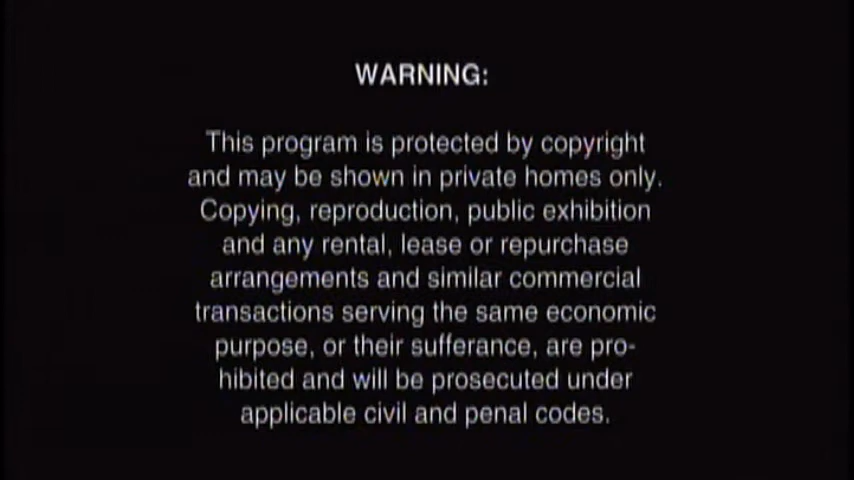 WARNING:
This program is protected by copyright
and may be shown in private homes only.
Copying, reproduction, public exhibition
and any rental, lease or repurchase
arrangements and similar commercial
transactions serving the same economic
purpose, or their sufferance, are pro-
hibited and will be prosecuted under
applicable civil and penal codes.